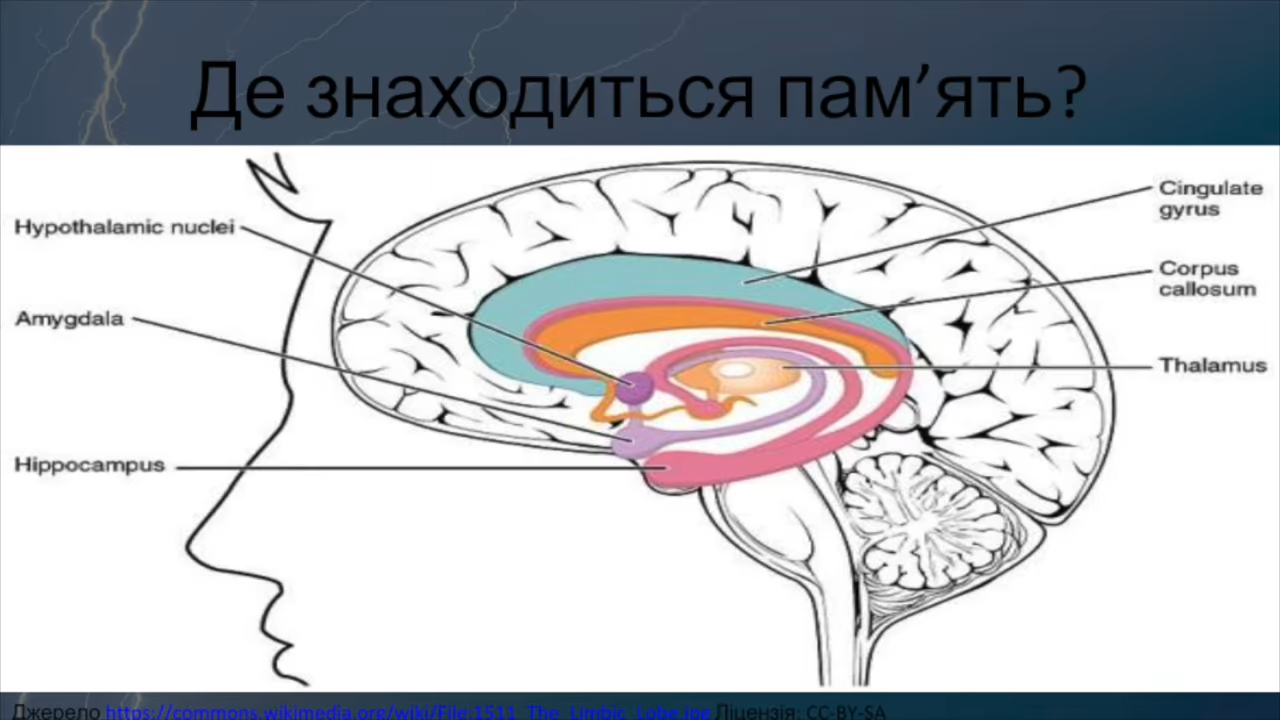 Де знаходиться пам’ять?
Hypothalamic nuclei
Amygdala
Hippocampus
Cingulate
gyrus
Corpus
callosum
Thalamus
Джерело https://commons.wikimedia.org/wiki/File:1511_The_Limbic_Lobe.jpg Ліцензія: CC-BY-SA